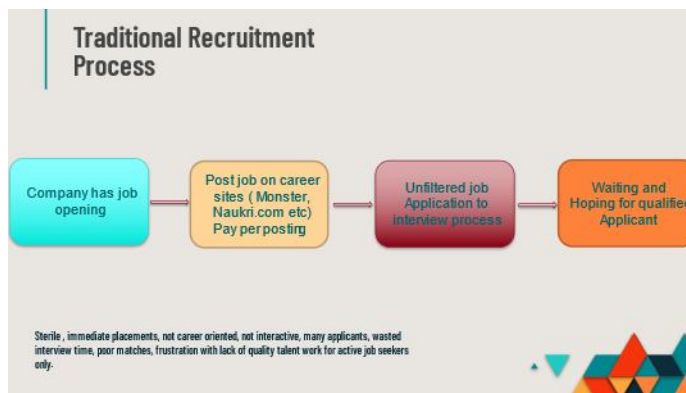 Traditional Recruitment
Process
Company has job
opening
Post job on career
sites ( Monster,
Naukri.com etc)
Pay per posting
Unfiltered job
Application to
interview process
Waiting and
Hoping for qualified
Applicant
Sterile , immediate placements, not career oriented, not interactive, many applicants, wasted
interview time, poor matches, frustration with lack of quality talent work for active job seekers
only.